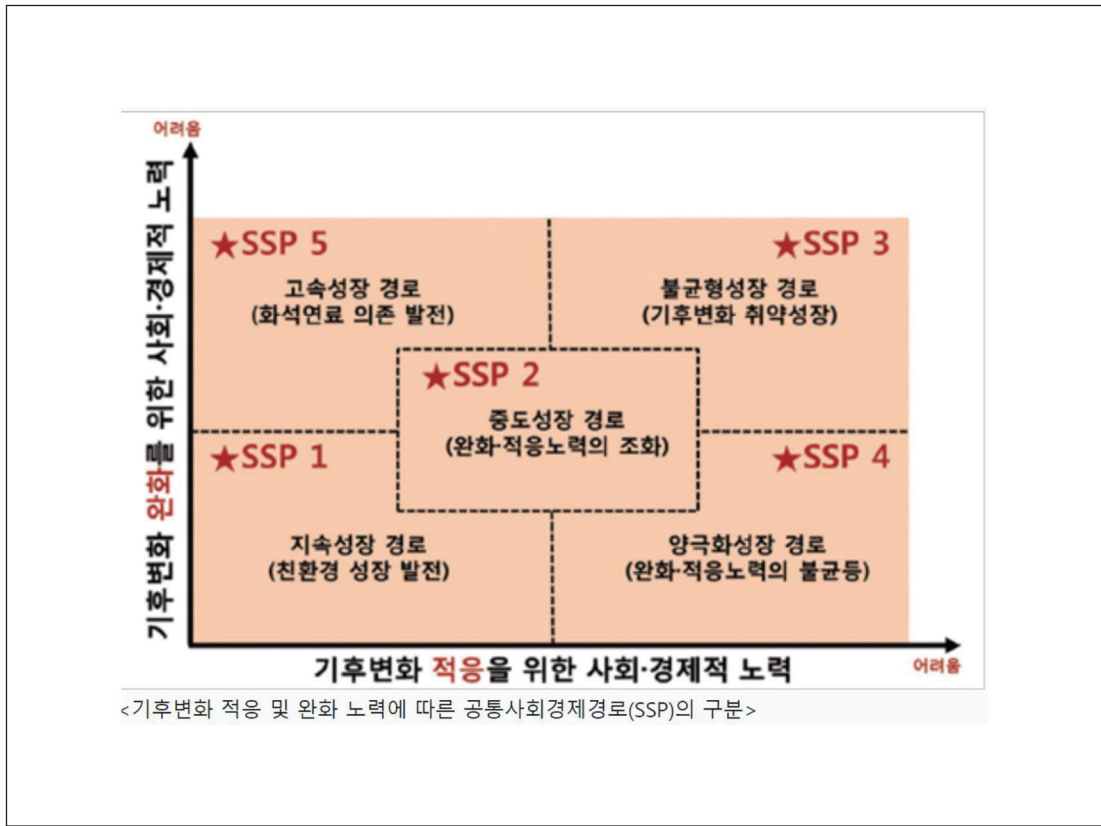 어려움
기후변화 완화를 위한 사회·경제적 노력
★SSP 5
고속성장 경로
(화석연료 의존 발전)
★SSP 3
불균형성장 경로
(기후변화 취약성장)
★SSP 2
중도성장 경로
(완화·적응노력의 조화)
★SSP 1
지속성장 경로
(친환경 성장 발전)
★SSP 4
양극화성장 경로
(완화·적응노력의 불균등)
기후변화 적응을 위한 사회·경제적 노력
어려움
<기후변화 적응 및 완화 노력에 따른 공통사회경제경로(SSP)의 구분>